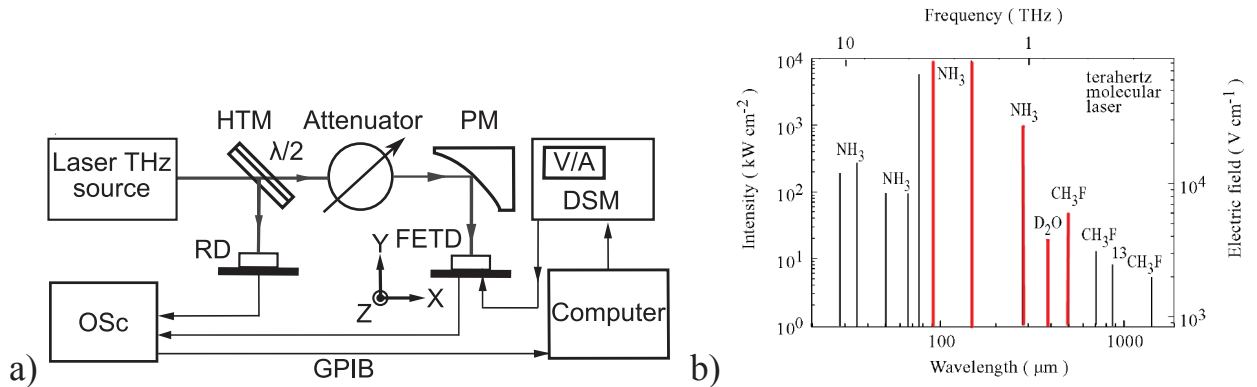 HTM
λ/2
Attenuator
PM
Laser THz
source
V/A
DSM
RD
FETD
Y
Z
X
OSc
Computer
GPIB
a)
b)
Frequency ( THz )
10
1
10⁴
10³
10²
10¹
10⁰
Intensity ( kW cm⁻² )
NH₃
terahertz
molecular
laser
NH₃
NH₃
NH₃
CH₃F
D₂O
CH₃F
¹³CH₃F
10⁴
10³
Electric field ( V cm⁻¹ )
100
1000
Wavelength ( μm )